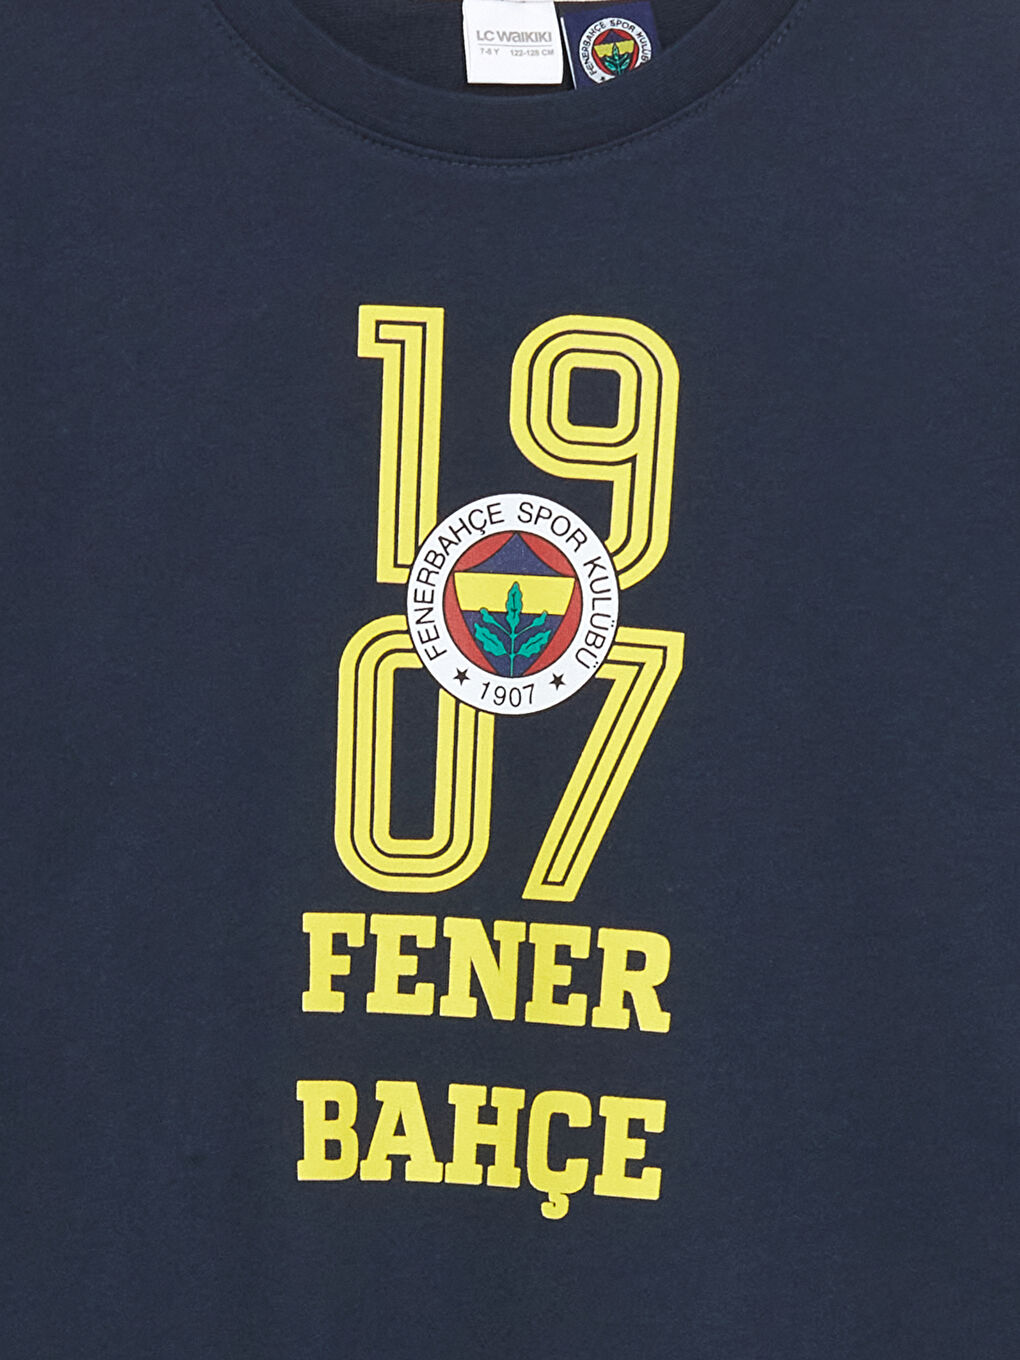 LC WAIKIKI
7-8 Y 122-128 CM
FENERBAHÇE SPOR KULÜBÜ
19
FENERBAHÇE SPOR KULÜBÜ
1907
07
FENER
BAHÇE